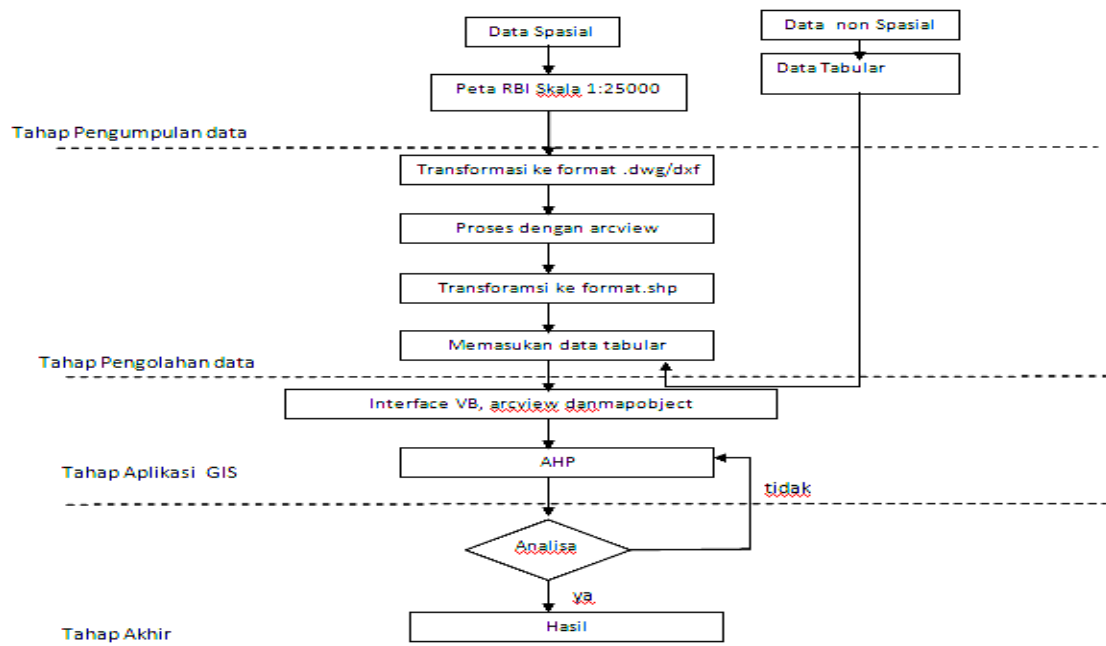 Data Spasial
Data non Spasial
Data Tabular
Peta RBI Skala 1:25000
Tahap Pengumpulan data
Transformasi ke format .dwg/dxf
Proses dengan arcview
Transforamsi ke format.shp
Memasukan data tabular
Tahap Pengolahan data
Interface VB, arcview danmapobject
AHP
Tahap Aplikasi GIS
tidak
Analisa
ya
Hasil
Tahap Akhir